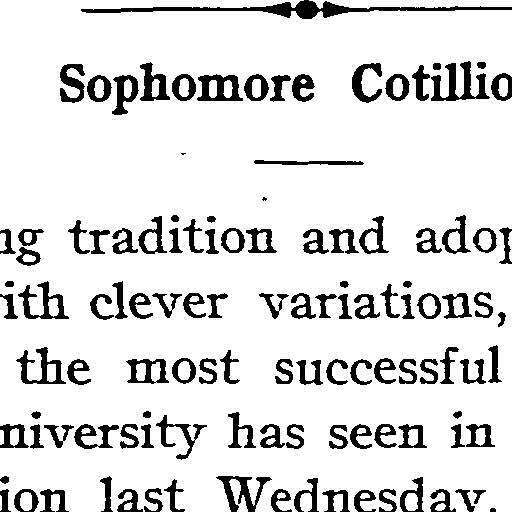 Sophomore Cotillio
ng tradition and adop
ith clever variations,
the most successful
niversity has seen in
ion last Wednesday.